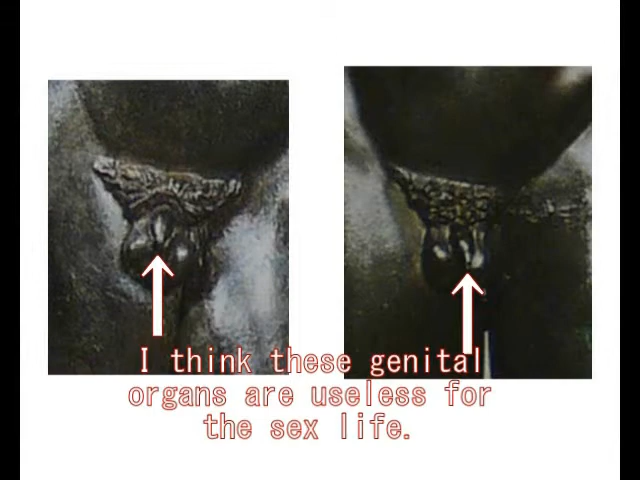 I think these genital
organs are useless for
the sex life.